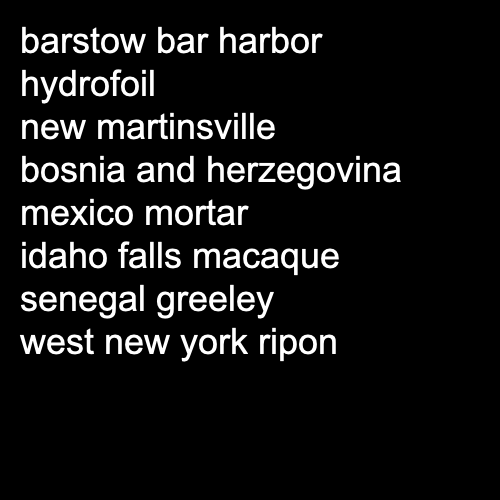 barstow bar harbor
hydrofoil
new martinsville
bosnia and herzegovina
mexico mortar
idaho falls macaque
senegal greeley
west new york ripon